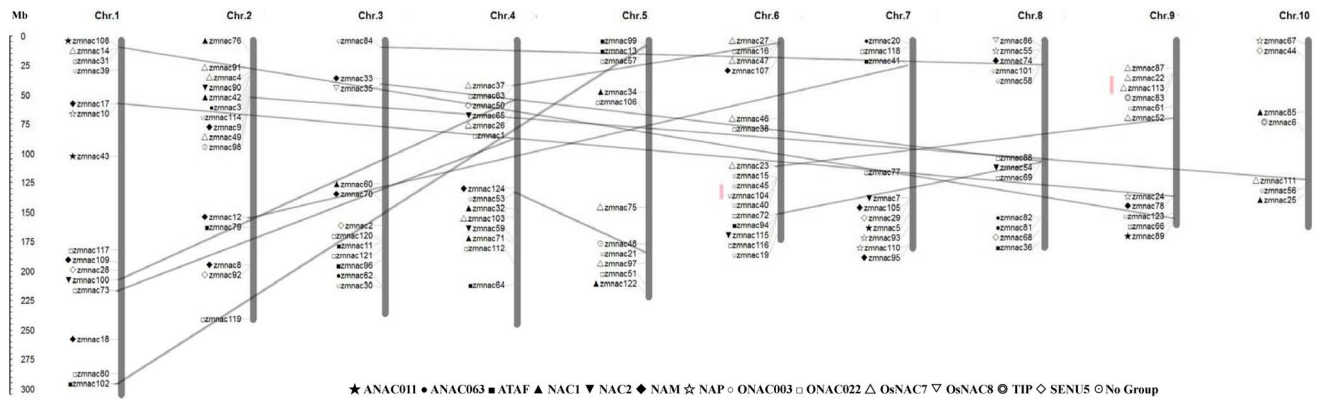 Mb Chr.1 Chr.2 Chr.3 Chr.4 Chr.5 Chr.6 Chr.7 Chr.8 Chr.9 Chr.10
0
25
50
75
100
125
150
175
200
225
250
275
300
★zmnac108
△zmnac14
□zmnac31
○zmnac39
◆zmnac17
☆zmnac10
★zmnac43
□zmnac117
◆zmnac109
◇zmnac28
▼zmnac100
□zmnac73
◆zmnac18
□zmnac80
■zmnac102
▲zmnac76
△zmnac91
△zmnac4
▼zmnac90
▲zmnac42
●zmnac3
○zmnac114
◆zmnac9
△zmnac49
⊙zmnac98
◆zmnac12
■zmnac79
◆zmnac8
◇zmnac92
□zmnac119
○zmnac84
◆zmnac33
▽zmnac35
▲zmnac60
◆zmnac70
◇zmnac2
□zmnac120
■zmnac11
□zmnac121
■zmnac96
●zmnac62
○zmnac30
△zmnac37
□zmnac63
◇zmnac50
▼zmnac65
△zmnac26
□zmnac1
◆zmnac124
○zmnac53
▲zmnac32
△zmnac103
▼zmnac59
▲zmnac71
□zmnac112
■zmnac64
■zmnac99
■zmnac13
□zmnac57
▲zmnac34
□zmnac106
△zmnac75
⊙zmnac48
○zmnac21
△zmnac97
□zmnac51
▲zmnac122
△zmnac27
□zmnac16
△zmnac47
◆zmnac107
△zmnac46
□zmnac38
△zmnac23
○zmnac15
○zmnac45
○zmnac104
○zmnac40
□zmnac72
■zmnac94
▼zmnac115
□zmnac116
○zmnac19
●zmnac20
□zmnac118
■zmnac41
□zmnac77
▼zmnac7
◆zmnac105
◇zmnac29
★zmnac5
☆zmnac93
☆zmnac110
◆zmnac95
▽zmnac86
☆zmnac55
◆zmnac74
○zmnac101
○zmnac58
□zmnac88
▼zmnac54
□zmnac69
●zmnac82
●zmnac81
◇zmnac68
■zmnac36
△zmnac87
△zmnac22
△zmnac113
◎zmnac83
○zmnac61
△zmnac52
☆zmnac24
◆zmnac78
○zmnac123
□zmnac66
★zmnac89
☆zmnac67
◇zmnac44
▲zmnac85
◎zmnac6
△zmnac111
○zmnac56
▲zmnac25
★ ANAC011 ● ANAC063 ■ ATAF ▲ NAC1 ▼ NAC2 ◆ NAM ☆ NAP ○ ONAC003 □ ONAC022 △ OsNAC7 ▽ OsNAC8 ◎ TIP ◇ SENU5 ⊙ No Group